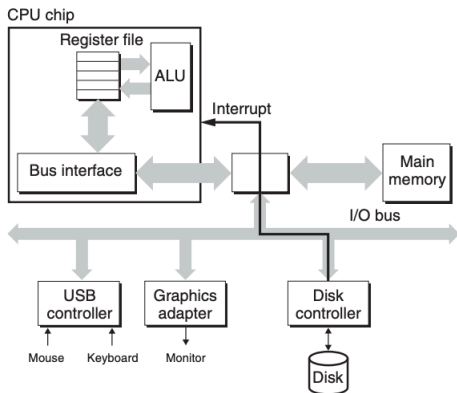 CPU chip
Register file
ALU
Interrupt
Bus interface
Main
memory
I/O bus
USB
controller
Graphics
adapter
Disk
controller
Mouse
Keyboard
Monitor
Disk